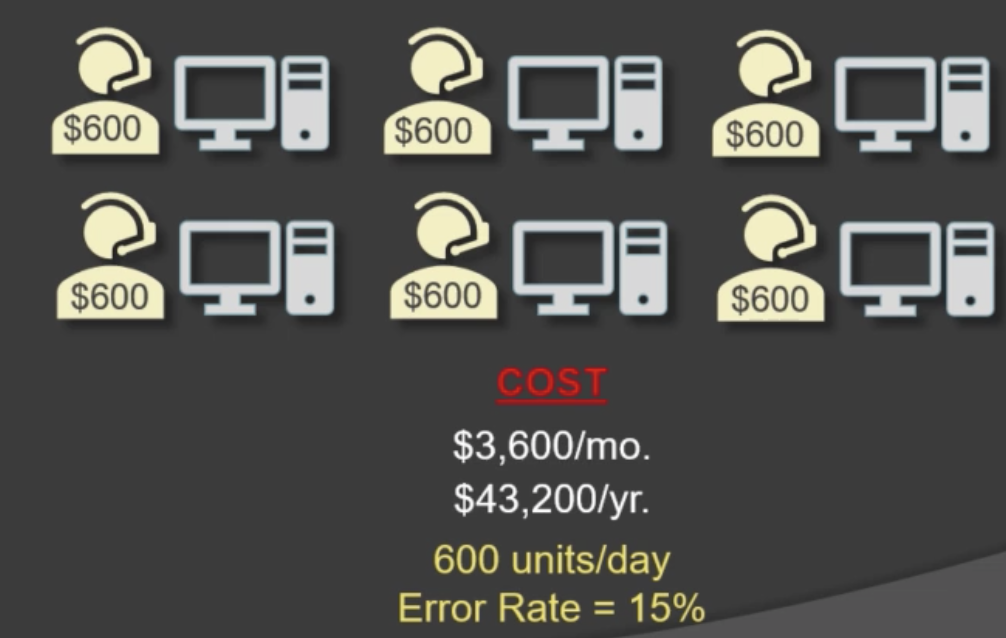 $600 $600 $600
$600 $600 $600
COST
$3,600/mo.
$43,200/yr.
600 units/day
Error Rate = 15%